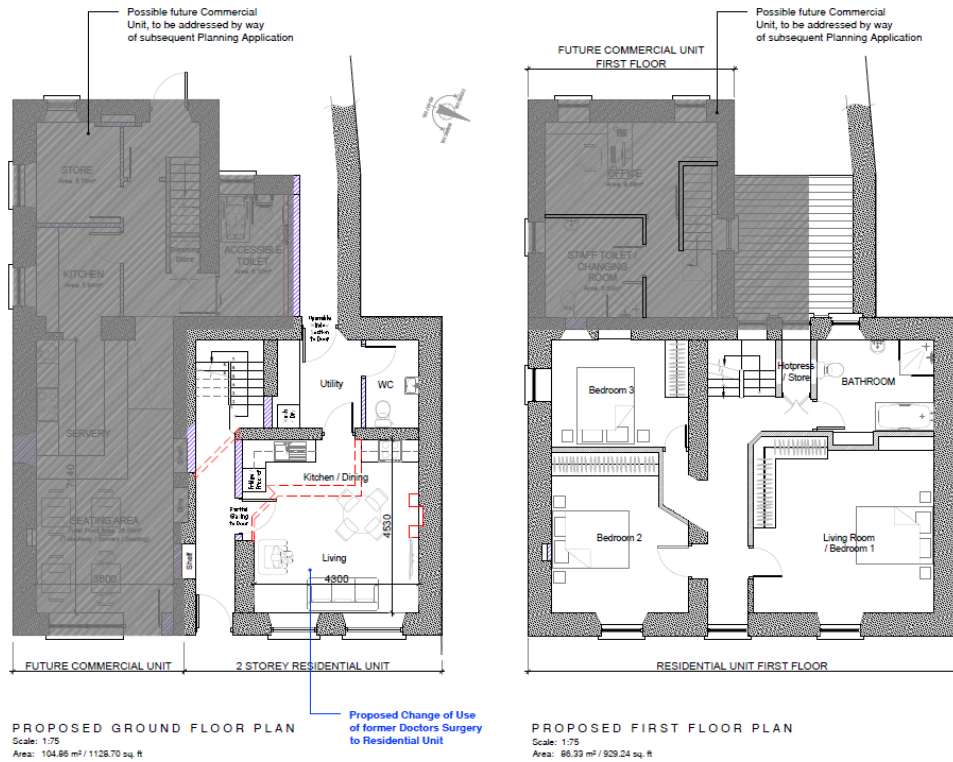 Possible future Commercial
Unit, to be addressed by way
of subsequent Planning Application
STORE
KITCHEN
ACCESSIBLE
TOILET
Utility
WC
SERVERY
Kitchen / Dining
SEATING AREA
Living
4530
4300
3800
Shelf
FUTURE COMMERCIAL UNIT
2 STOREY RESIDENTIAL UNIT
PROPOSED GROUND FLOOR PLAN
Scale: 1:75
Area: 104.86 m² / 1128.70 sq. ft
Proposed Change of Use
of former Doctors Surgery
to Residential Unit
Possible future Commercial
Unit, to be addressed by way
of subsequent Planning Application
FUTURE COMMERCIAL UNIT
FIRST FLOOR
OFFICE
STAFF TOILET /
CHANGING
ROOM
Hotpress
/ Store
BATHROOM
Bedroom 3
Bedroom 2
Living Room
/ Bedroom 1
RESIDENTIAL UNIT FIRST FLOOR
PROPOSED FIRST FLOOR PLAN
Scale: 1:75
Area: 86.33 m² / 929.24 sq. ft